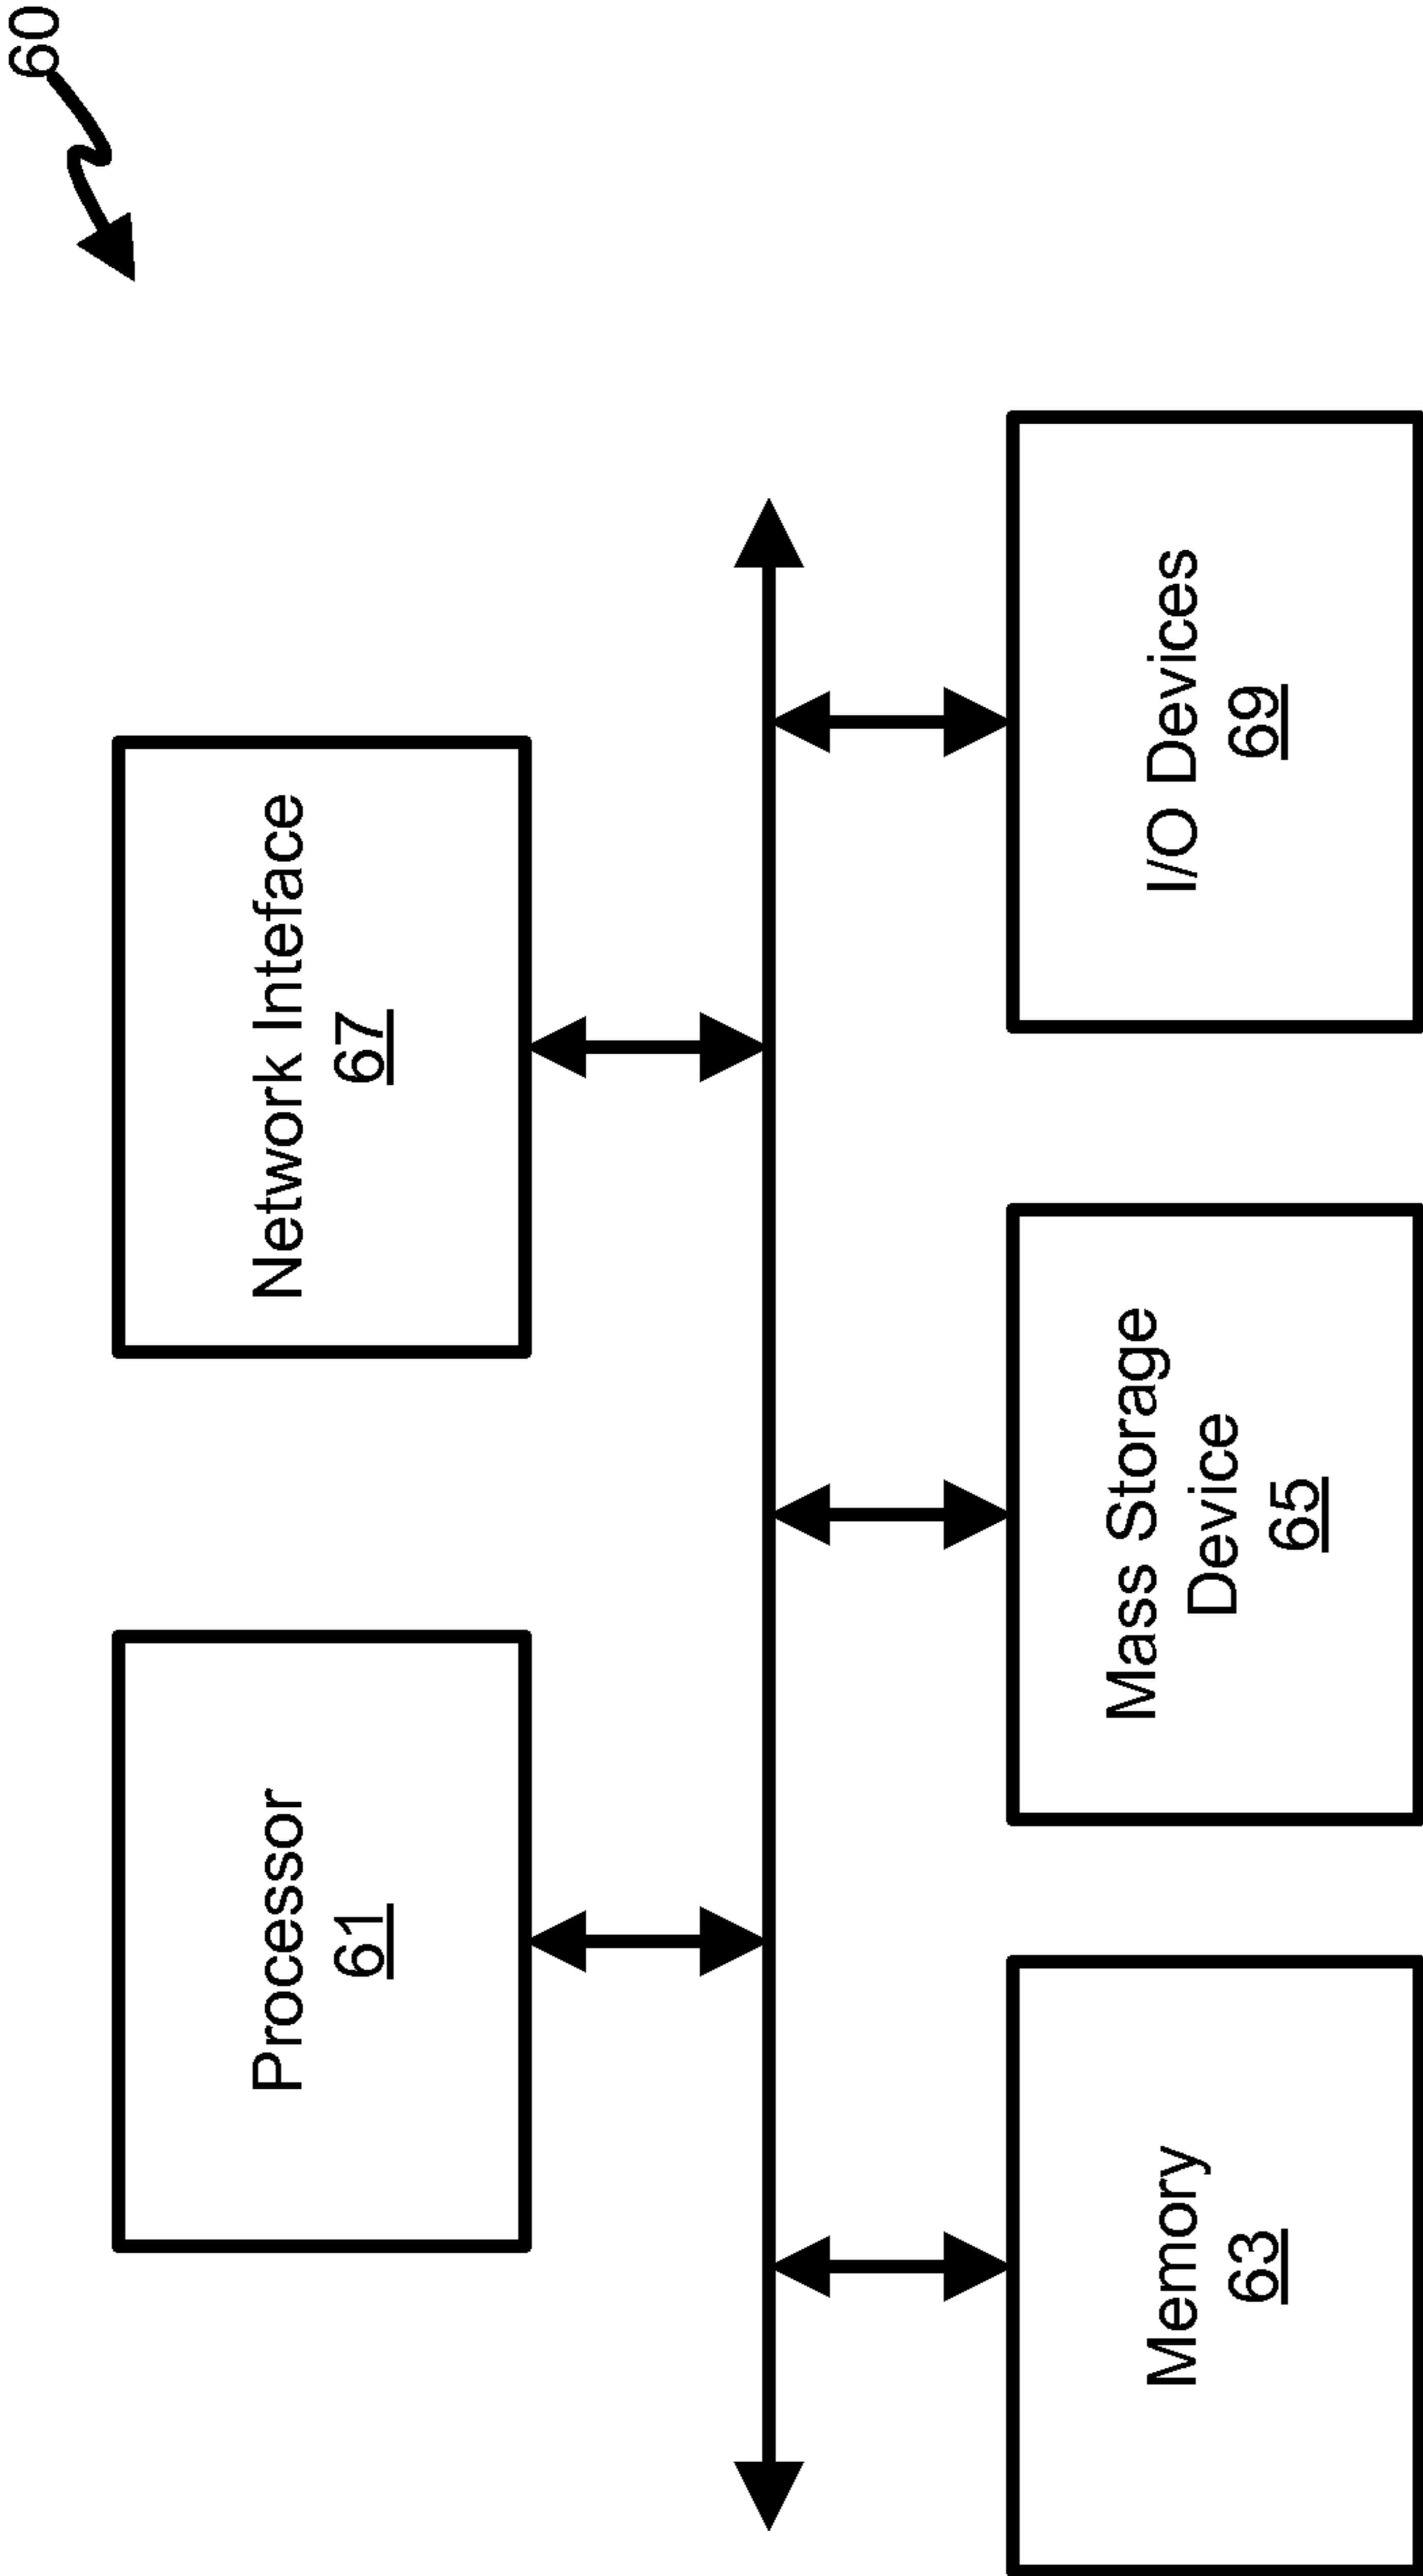 60
Processor
61
Network Inteface
67
Memory
63
Mass Storage
Device
65
I/O Devices
69